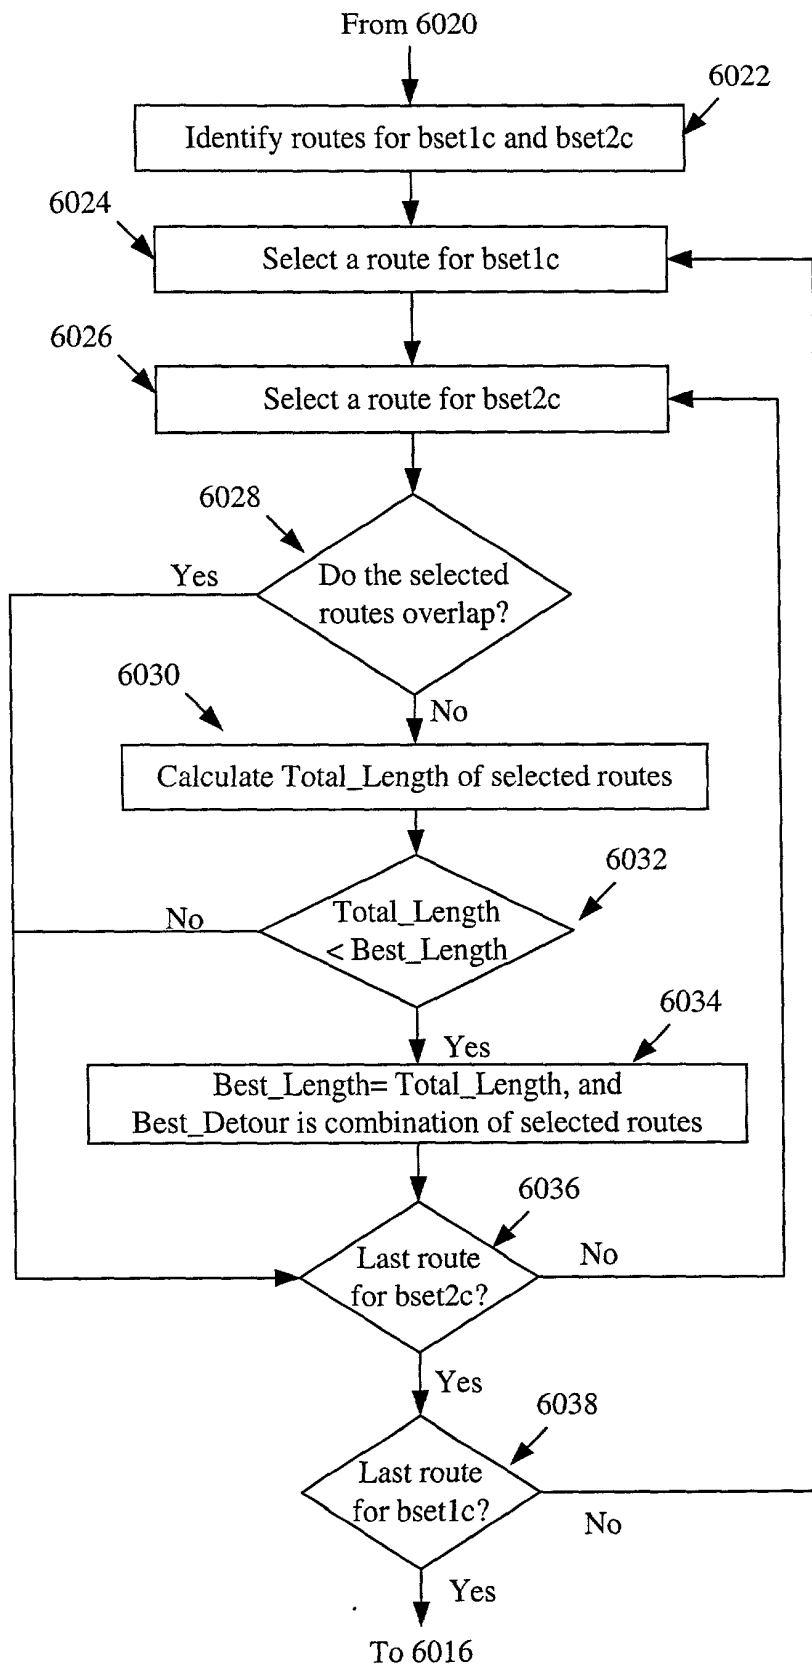 From 6020
6022
Identify routes for bset1c and bset2c
6024
Select a route for bset1c
6026
Select a route for bset2c
6028
Yes
Do the selected
routes overlap?
6030
No
Calculate Total_Length of selected routes
6032
No
Total_Length
< Best_Length
6034
Yes
Best_Length= Total_Length, and
Best_Detour is combination of selected routes
6036
Last route
for bset2c?
No
Yes
6038
Last route
for bset1c?
No
Yes
To 6016